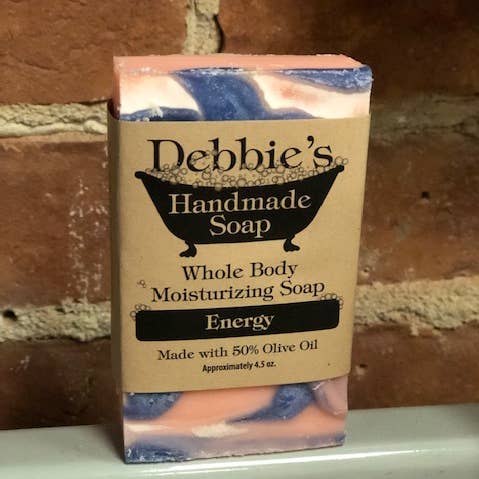 Debbie's
Handmade
Soap
Whole Body
Moisturizing Soap
Energy
Made with 50% Olive Oil
Approximately 4.5 oz.